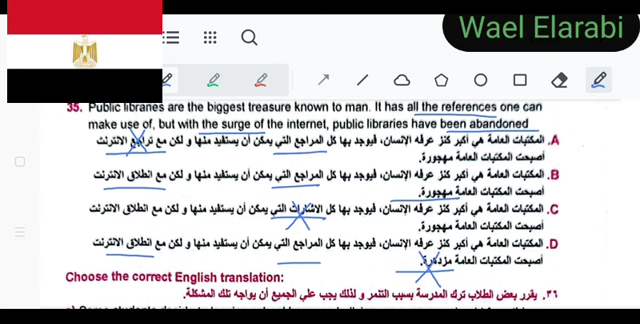 Wael Elarabi
35. Public libraries are the biggest treasure known to man. It has all the references one can
make use of, but with the surge of the internet, public libraries have been abandoned
A. المكتبات العامة هي أكبر كنز عرفه الإنسان، فيوجد بها كل المراجع التي يمكن أن يستفيد منها و لكن مع تراجع الانترنت
أصبحت المكتبات العامة مهجورة.
B. المكتبات العامة هي أكبر كنز عرفه الإنسان، فيوجد بها كل المراجع التي يمكن أن يستفيد منها و لكن مع انطلاق الانترنت
أصبحت المكتبات العامة مهجورة.
C. المكتبات العامة هي أكبر كنز عرفه الإنسان، فيوجد بها كل الاشارات التي يمكن أن يستفيد منها و لكن مع انطلاق الانترنت
أصبحت المكتبات العامة مهجورة.
D. المكتبات العامة هي أكبر كنز عرفه الإنسان، فيوجد بها كل المراجع التي يمكن أن يستفيد منها و لكن مع انطلاق الانترنت
أصبحت المكتبات العامة مزدهرة.
Choose the correct English translation:
٣٦. يقرر بعض الطلاب ترك المدرسة بسبب التنمر و لذلك يجب علي الجميع أن يواجه تلك المشكلة.